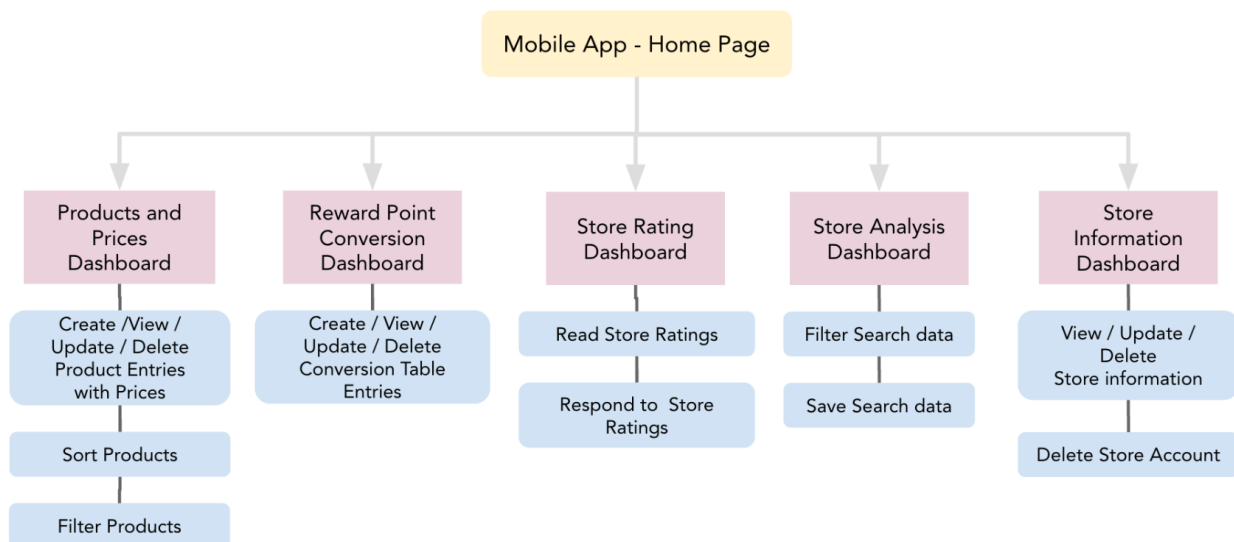 Mobile App - Home Page
Products and
Prices
Dashboard
Reward Point
Conversion
Dashboard
Store Rating
Dashboard
Store Analysis
Dashboard
Store
Information
Dashboard
Create /View /
Update / Delete
Product Entries
with Prices
Create / View /
Update / Delete
Conversion Table
Entries
Read Store Ratings
Filter Search data
View / Update /
Delete
Store information
Respond to Store
Ratings
Save Search data
Sort Products
Delete Store Account
Filter Products